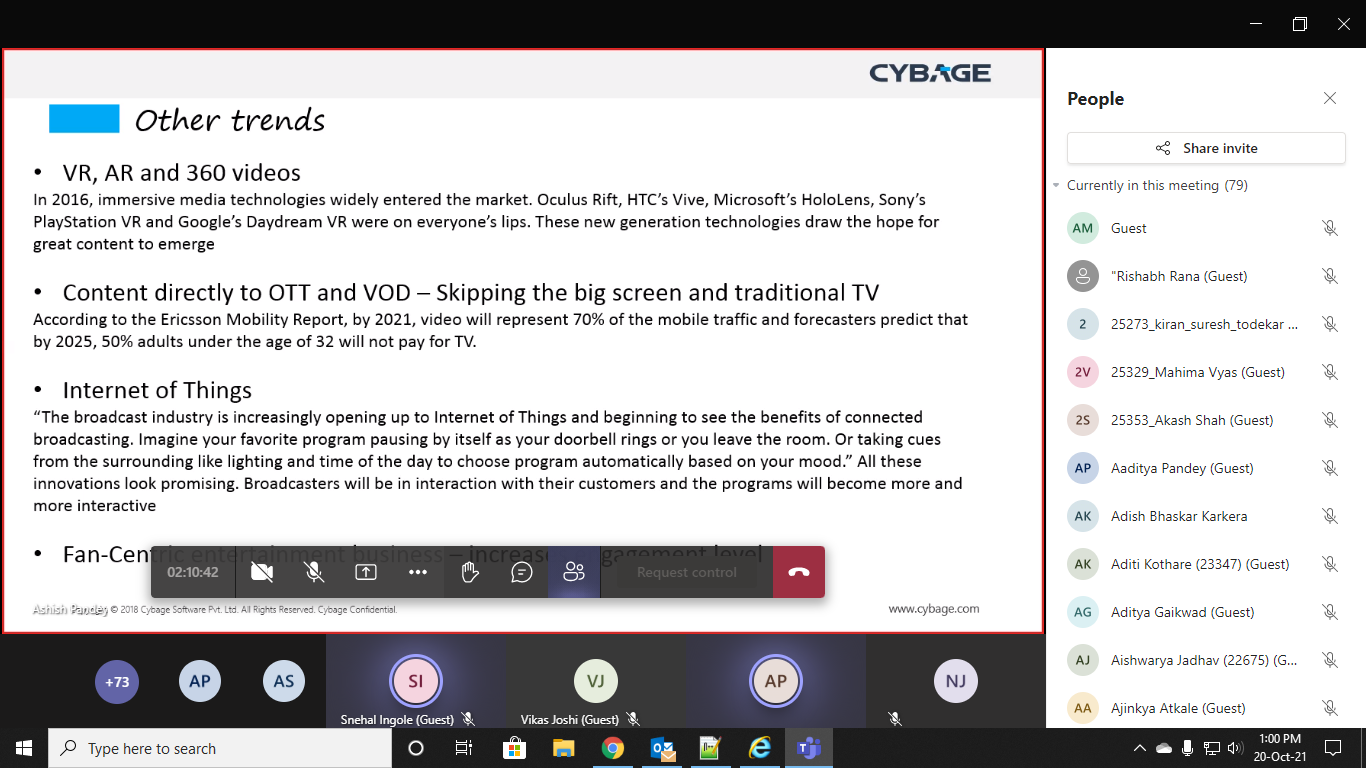 CYBAGE
Other trends
• VR, AR and 360 videos
In 2016, immersive media technologies widely entered the market. Oculus Rift, HTC’s Vive, Microsoft’s HoloLens, Sony’s
PlayStation VR and Google’s Daydream VR were on everyone’s lips. These new generation technologies draw the hope for
great content to emerge
• Content directly to OTT and VOD – Skipping the big screen and traditional TV
According to the Ericsson Mobility Report, by 2021, video will represent 70% of the mobile traffic and forecasters predict that
by 2025, 50% adults under the age of 32 will not pay for TV.
• Internet of Things
“The broadcast industry is increasingly opening up to Internet of Things and beginning to see the benefits of connected
broadcasting. Imagine your favorite program pausing by itself as your doorbell rings or you leave the room. Or taking cues
from the surrounding like lighting and time of the day to choose program automatically based on your mood.” All these
innovations look promising. Broadcasters will be in interaction with their customers and the programs will become more and
more interactive
• Fan-Centric entertainment business – increased engagement level
02:10:42
Request control
Ashish Pandey © 2018 Cybage Software Pvt. Ltd. All Rights Reserved. Cybage Confidential.
www.cybage.com
+73
AP
AS
SI
VJ
AP
NJ
Snehal Ingole (Guest)
Vikas Joshi (Guest)
People
Share invite
Currently in this meeting (79)
AM Guest
"Rishabh Rana (Guest)
2 25273_kiran_suresh_todekar ...
2V 25329_Mahima Vyas (Guest)
2S 25353_Akash Shah (Guest)
AP Aaditya Pandey (Guest)
AK Adish Bhaskar Karkera
AK Aditi Kothare (23347) (Guest)
AG Aditya Gaikwad (Guest)
AJ Aishwarya Jadhav (22675) (G...
AA Ajinkya Atkale (Guest)
Type here to search
1:00 PM
20-Oct-21